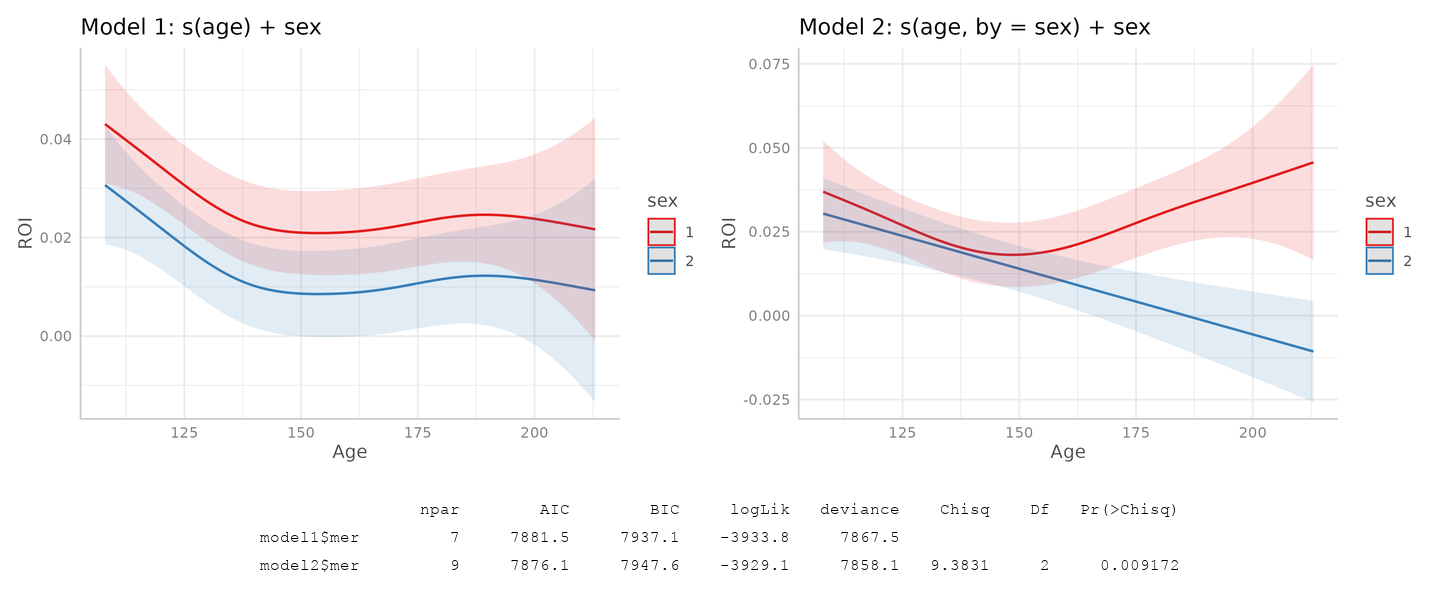 Model 1: s(age) + sex
0.04
0.02
0.00
ROI
125 150 175 200
Age
sex
1
2
Model 2: s(age, by = sex) + sex
0.075
0.050
0.025
0.000
-0.025
ROI
125 150 175 200
Age
sex
1
2
npar AIC BIC logLik deviance Chisq Df Pr(>Chisq)
model1$mer 7 7881.5 7937.1 -3933.8 7867.5
model2$mer 9 7876.1 7947.6 -3929.1 7858.1 9.3831 2 0.009172